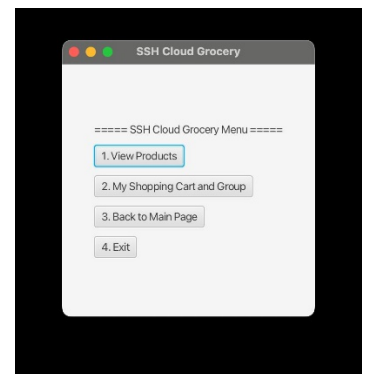 SSH Cloud Grocery
===== SSH Cloud Grocery Menu =====
1. View Products
2. My Shopping Cart and Group
3. Back to Main Page
4. Exit